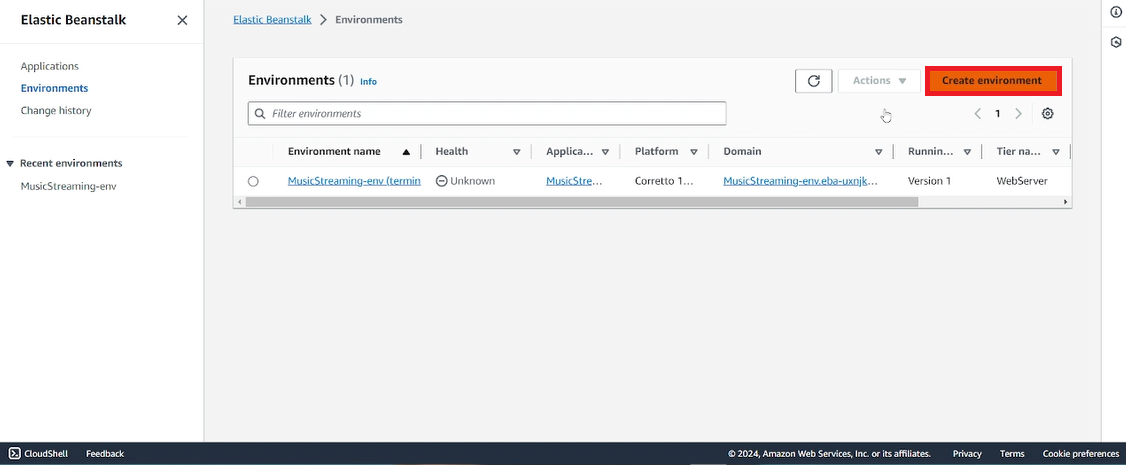 Elastic Beanstalk
Elastic Beanstalk > Environments
Applications
Environments
Change history
Recent environments
MusicStreaming-env
Environments (1) Info
Actions
Create environment
Filter environments
1
Environment name Health Applica... Platform Domain Runnin... Tier na...
MusicStreaming-env (termin Unknown MusicStre... Corretto 1... MusicStreaming-env.eba-uxnjk... Version 1 WebServer
CloudShell Feedback © 2024, Amazon Web Services, Inc. or its affiliates. Privacy Terms Cookie preferences